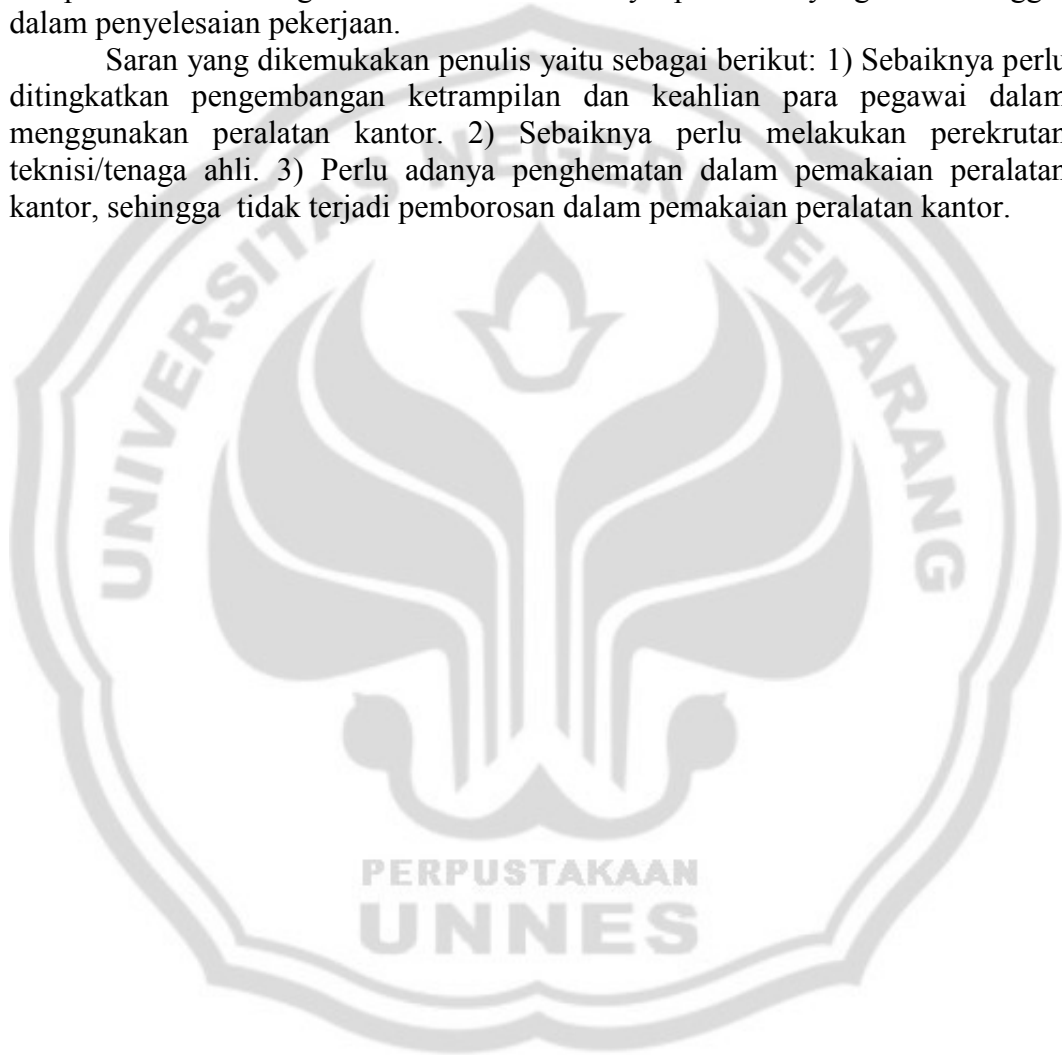 dalam penyelesaian pekerjaan.
Saran yang dikemukakan penulis yaitu sebagai berikut: 1) Sebaiknya perlu
ditingkatkan pengembangan ketrampilan dan keahlian para pegawai dalam
menggunakan peralatan kantor. 2) Sebaiknya perlu melakukan perekrutan
teknisi/tenaga ahli. 3) Perlu adanya penghematan dalam pemakaian peralatan
kantor, sehingga tidak terjadi pemborosan dalam pemakaian peralatan kantor.
UNIVERSITAS NEGERI SEMARANG
PERPUSTAKAAN
UNNES